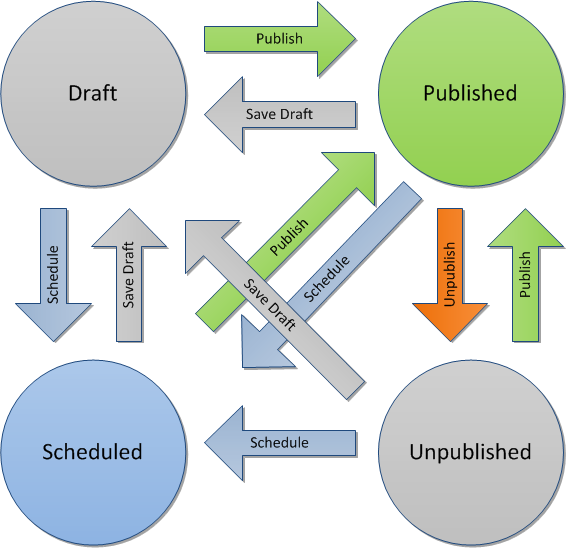 Draft
Publish
Published
Save Draft
Schedule
Save Draft
Publish
Schedule
Save Draft
Unpublish
Publish
Scheduled
Schedule
Unpublished